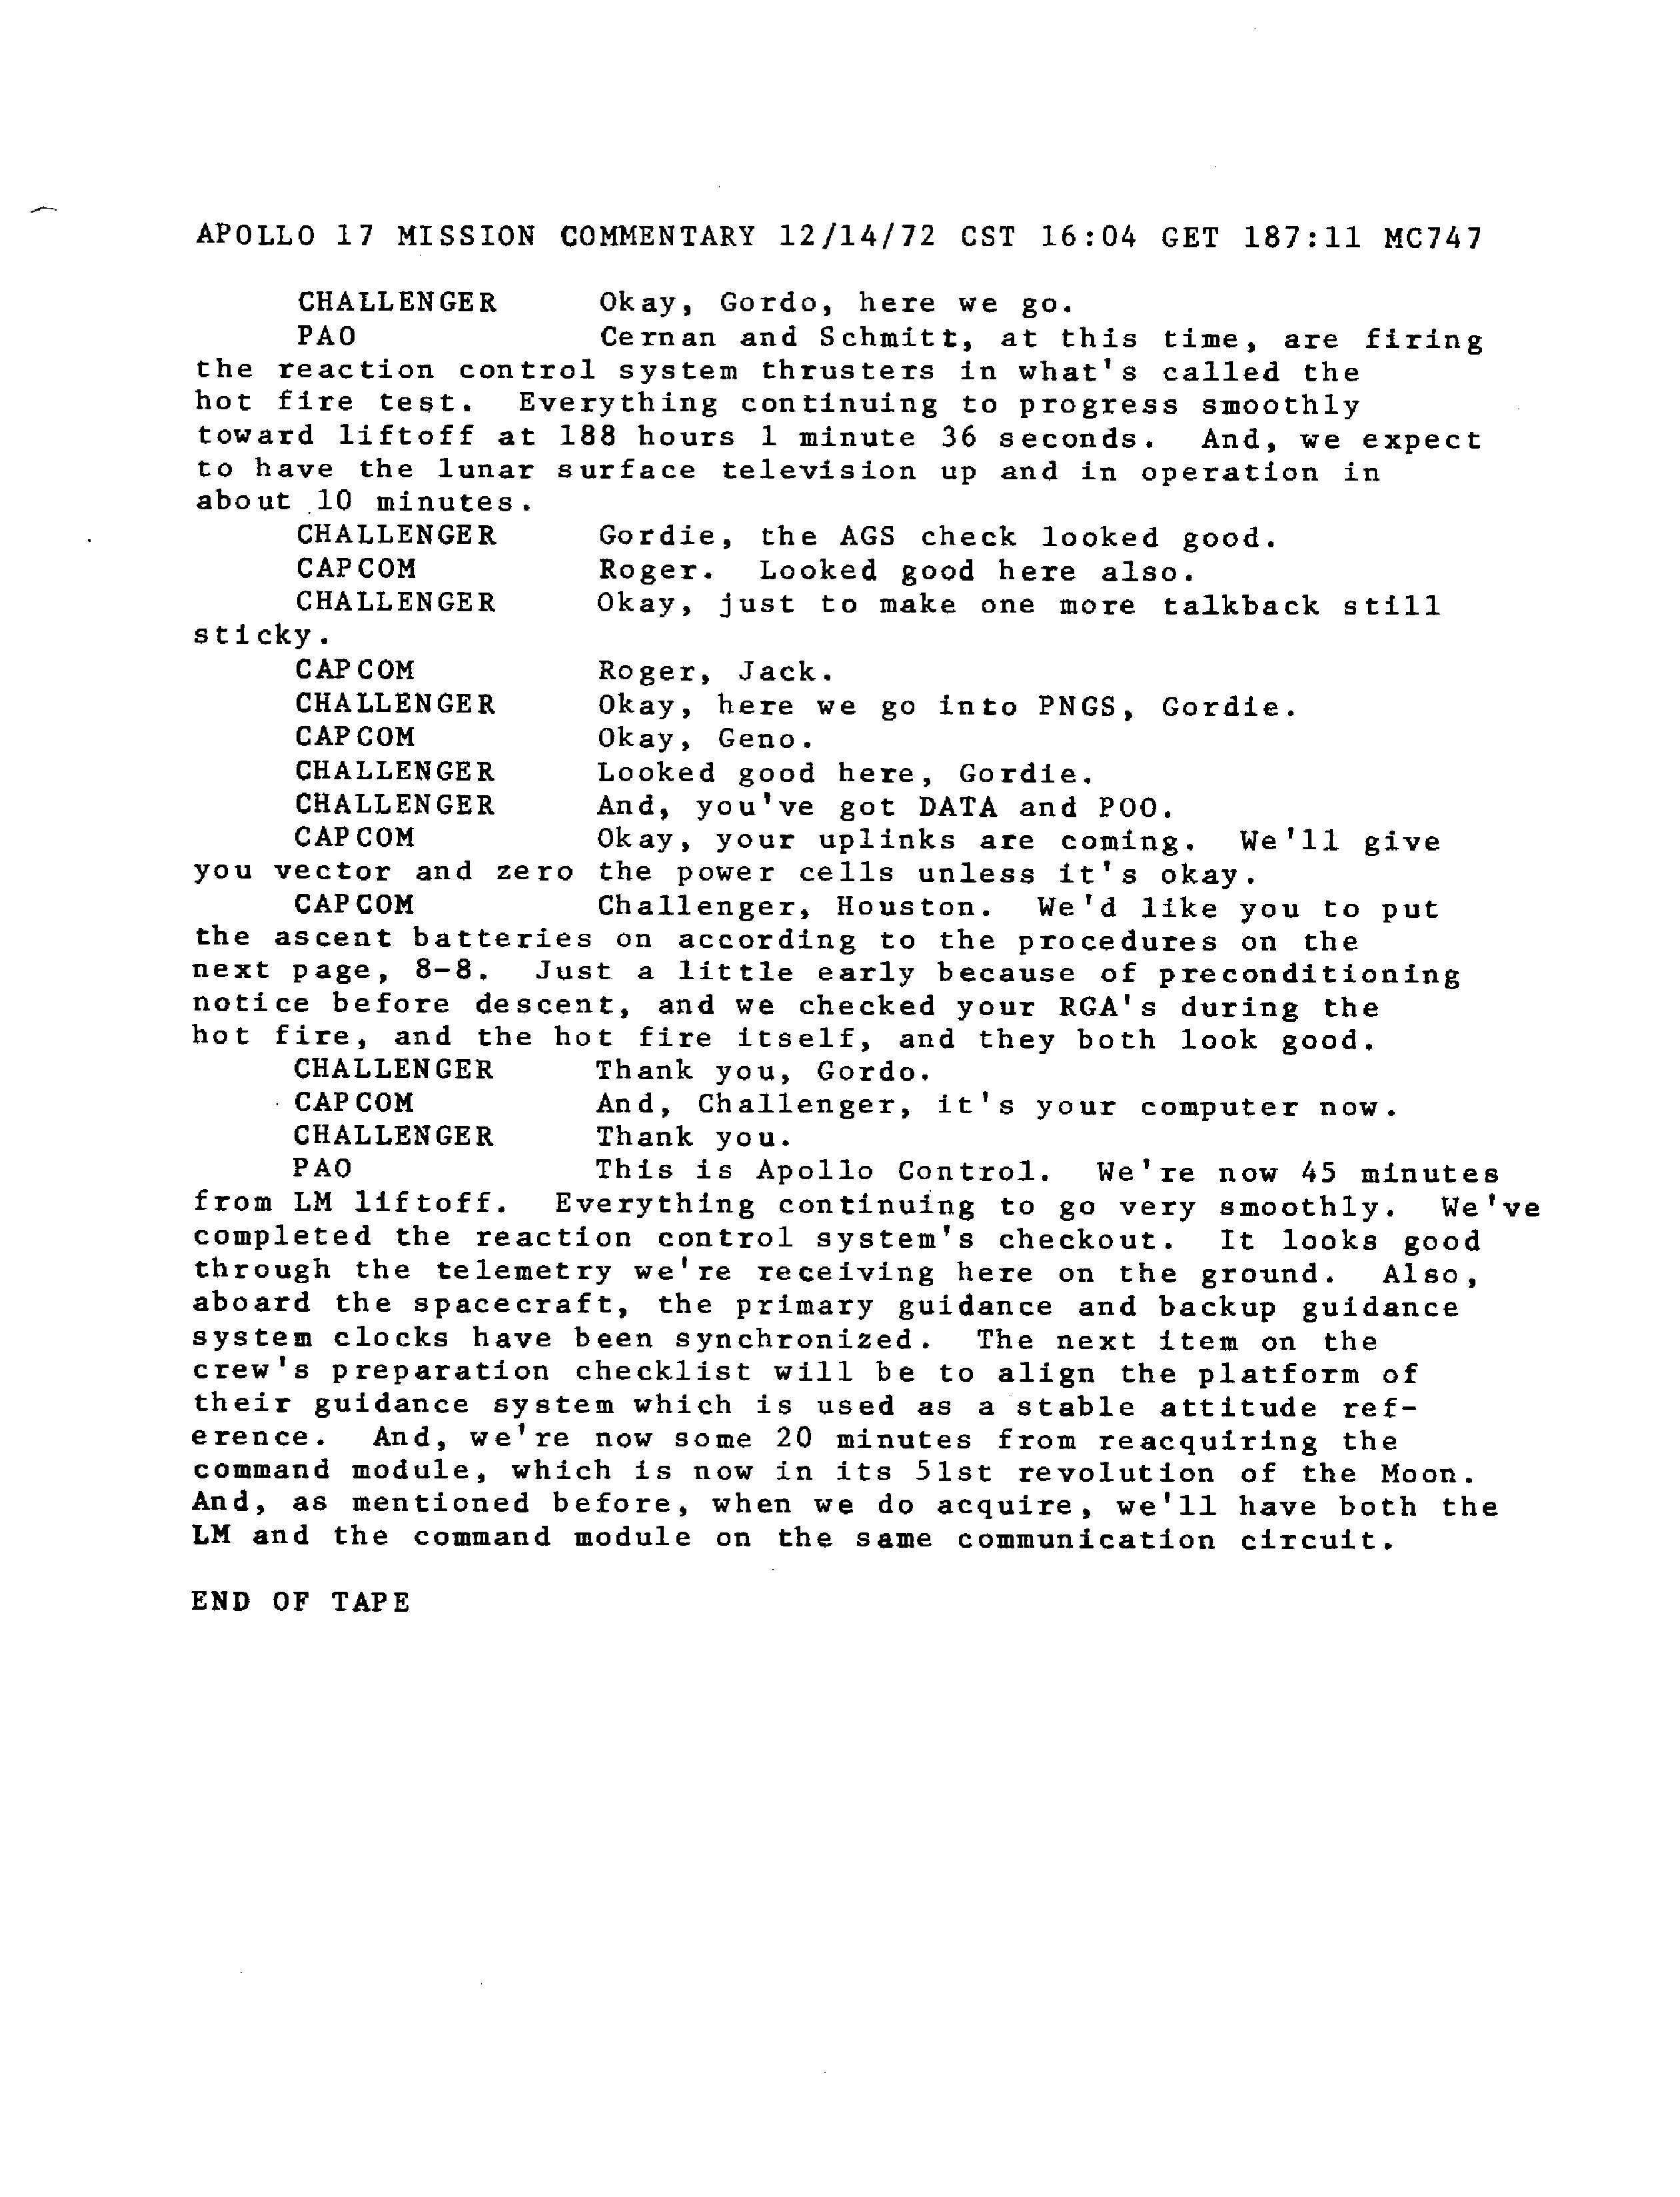 APOLLO 17 MISSION COMMENTARY 12/14/72 CST 16:04 GET 187:11 MC747
CHALLENGER Okay, Gordo, here we go.
PAO Cernan and Schmitt, at this time, are firing
the reaction control system thrusters in what's called the
hot fire test. Everything continuing to progress smoothly
toward liftoff at 188 hours 1 minute 36 seconds. And, we expect
to have the lunar surface television up and in operation in
about 10 minutes.
CHALLENGER Gordie, the AGS check looked good.
CAPCOM Roger. Looked good here also.
CHALLENGER Okay, just to make one more talkback still
sticky.
CAPCOM Roger, Jack.
CHALLENGER Okay, here we go into PNGS, Gordie.
CAPCOM Okay, Geno.
CHALLENGER Looked good here, Gordie.
CHALLENGER And, you've got DATA and POO.
CAPCOM Okay, your uplinks are coming. We'll give
you vector and zero the power cells unless it's okay.
CAPCOM Challenger, Houston. We'd like you to put
the ascent batteries on according to the procedures on the
next page, 8-8. Just a little early because of preconditioning
notice before descent, and we checked your RGA's during the
hot fire, and the hot fire itself, and they both look good.
CHALLENGER Thank you, Gordo.
CAPCOM And, Challenger, it's your computer now.
CHALLENGER Thank you.
PAO This is Apollo Control. We're now 45 minutes
from LM liftoff. Everything continuing to go very smoothly. We've
completed the reaction control system's checkout. It looks good
through the telemetry we're receiving here on the ground. Also,
aboard the spacecraft, the primary guidance and backup guidance
system clocks have been synchronized. The next item on the
crew's preparation checklist will be to align the platform of
their guidance system which is used as a stable attitude ref-
erence. And, we're now some 20 minutes from reacquiring the
command module, which is now in its 51st revolution of the Moon.
And, as mentioned before, when we do acquire, we'll have both the
LM and the command module on the same communication circuit.
END OF TAPE